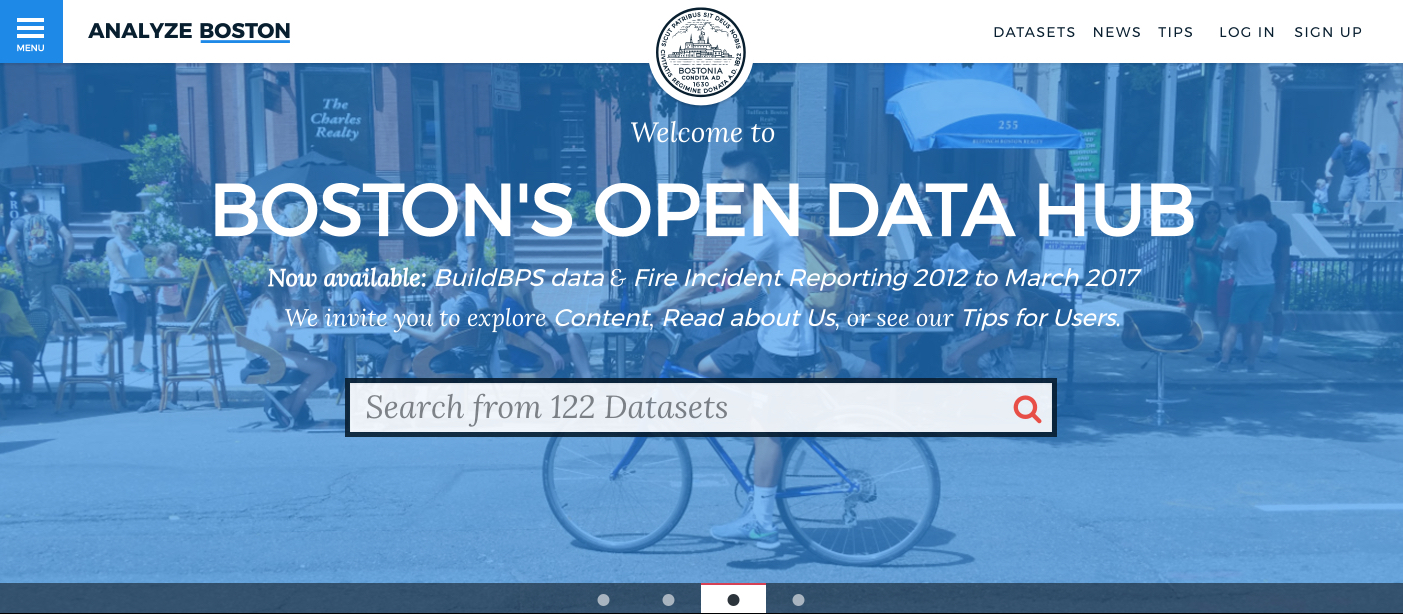 MENU
ANALYZE BOSTON
SICUT PATRIBUS SIT DEUS NOBIS
BOSTONIA
CONDITA AD
1630
CIVITATIS REGIMINE DONATA A.D. 1822
DATASETS NEWS TIPS LOG IN SIGN UP
257
The
Charles
Realty
255
Welcome to
BOSTON'S OPEN DATA HUB
Now available: BuildBPS data & Fire Incident Reporting 2012 to March 2017
We invite you to explore Content, Read about Us, or see our Tips for Users.
Search from 122 Datasets